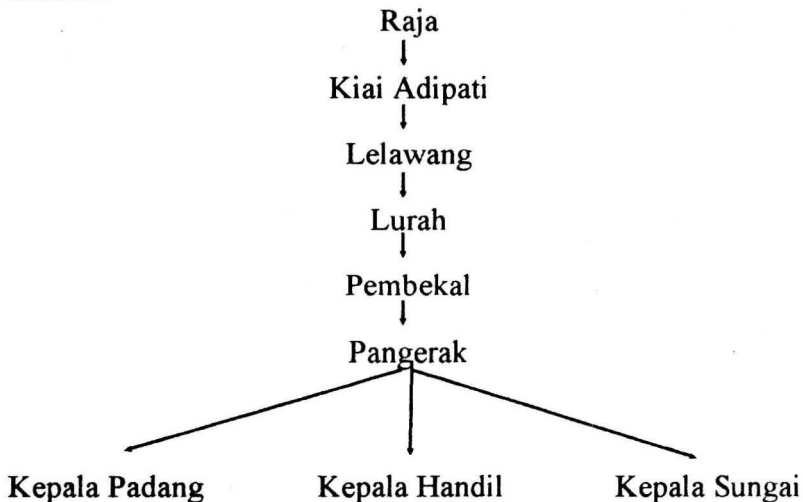 Raja
Kiai Adipati
Lelawang
Lurah
Pembekal
Pangerak
Kepala Padang Kepala Handil Kepala Sungai